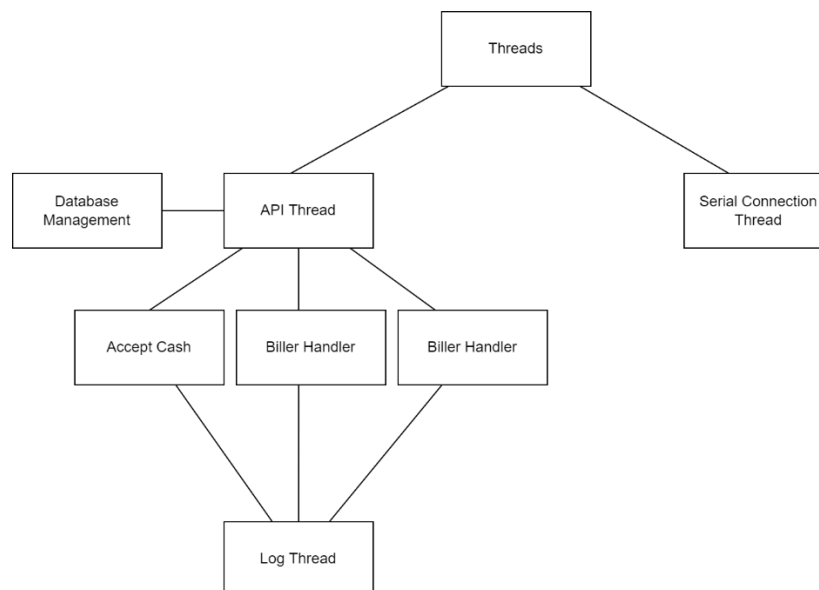 Threads
Database
Management
API Thread
Serial Connection
Thread
Accept Cash
Biller Handler
Biller Handler
Log Thread